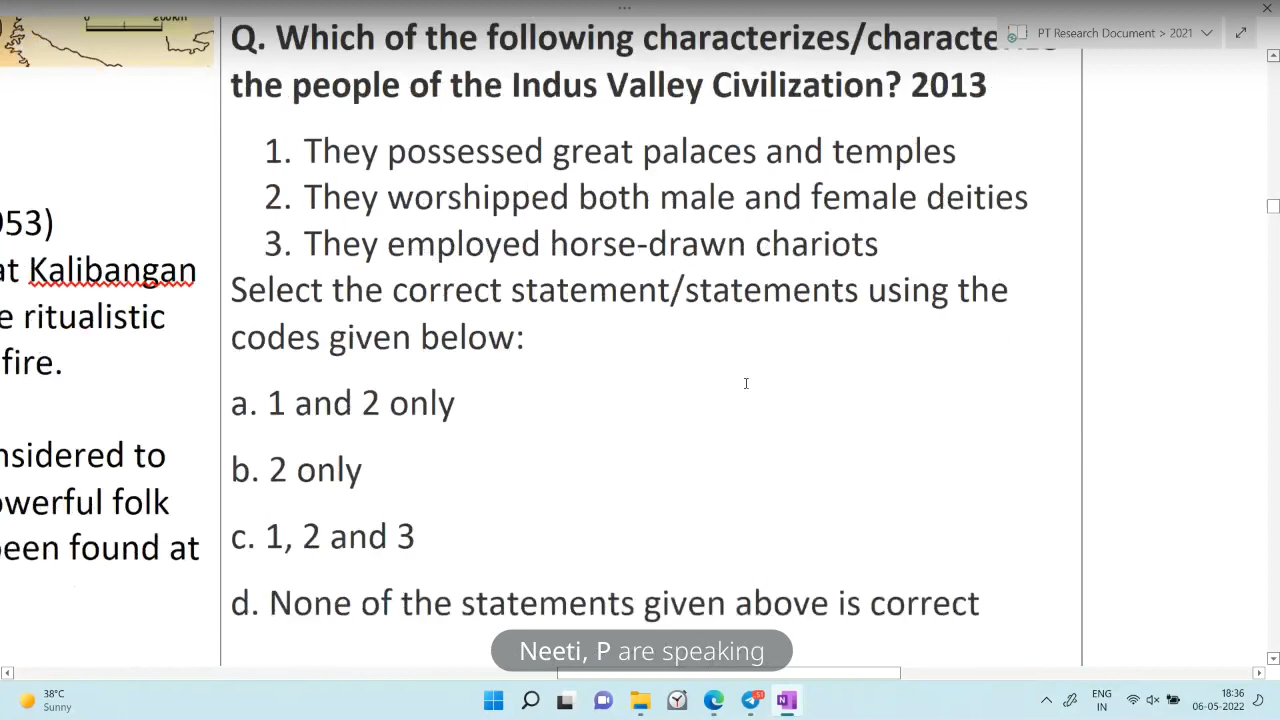 200km
PT Research Document > 2021
Q. Which of the following characterizes/characte
the people of the Indus Valley Civilization? 2013
1. They possessed great palaces and temples
2. They worshipped both male and female deities
3. They employed horse-drawn chariots
Select the correct statement/statements using the
codes given below:
a. 1 and 2 only
b. 2 only
c. 1, 2 and 3
d. None of the statements given above is correct
953)
at Kalibangan
e ritualistic
fire.
nsidered to
owerful folk
been found at
Neeti, P are speaking
38°C
Sunny
51
N
ENG
IN
18:36
06-05-2022